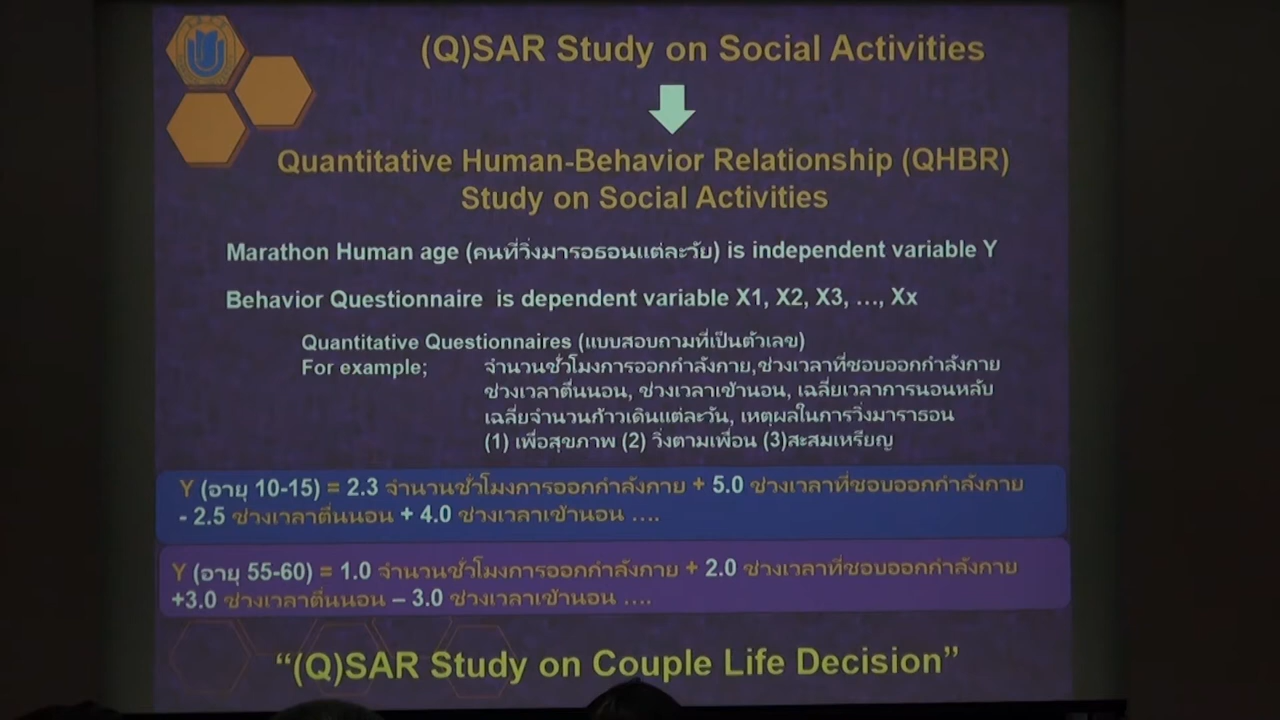 (Q)SAR Study on Social Activities
Quantitative Human-Behavior Relationship (QHBR)
Study on Social Activities
Marathon Human age (คนที่วิ่งมารอธอนแต่ละวัย) is independent variable Y
Behavior Questionnaire is dependent variable X1, X2, X3, …, Xx
Quantitative Questionnaires (แบบสอบถามที่เป็นตัวเลข)
For example; จำนวนชั่วโมงการออกกำลังกาย,ช่วงเวลาที่ชอบออกกำลังกาย
ช่วงเวลาตื่นนอน, ช่วงเวลาเข้านอน, เฉลี่ยเวลาการนอนหลับ
เฉลี่ยจำนวนก้าวเดินแต่ละวัน, เหตุผลในการวิ่งมาราธอน
(1) เพื่อสุขภาพ (2) วิ่งตามเพื่อน (3)สะสมเหรียญ
Y (อายุ 10-15) = 2.3 จำนวนชั่วโมงการออกกำลังกาย + 5.0 ช่วงเวลาที่ชอบออกกำลังกาย
- 2.5 ช่วงเวลาตื่นนอน + 4.0 ช่วงเวลาเข้านอน ….
Y (อายุ 55-60) = 1.0 จำนวนชั่วโมงการออกกำลังกาย + 2.0 ช่วงเวลาที่ชอบออกกำลังกาย
+3.0 ช่วงเวลาตื่นนอน – 3.0 ช่วงเวลาเข้านอน ….
“(Q)SAR Study on Couple Life Decision”